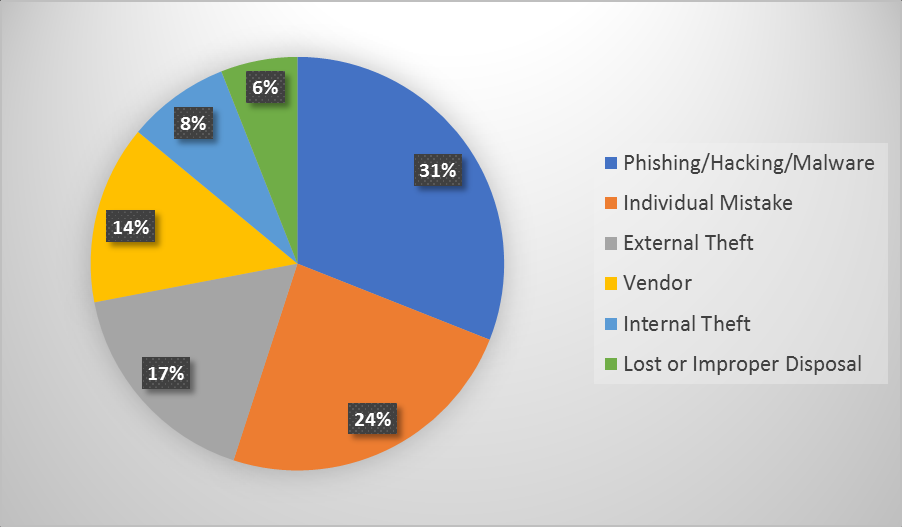 6%
8%
31%
14%
17%
24%
Phishing/Hacking/Malware
Individual Mistake
External Theft
Vendor
Internal Theft
Lost or Improper Disposal